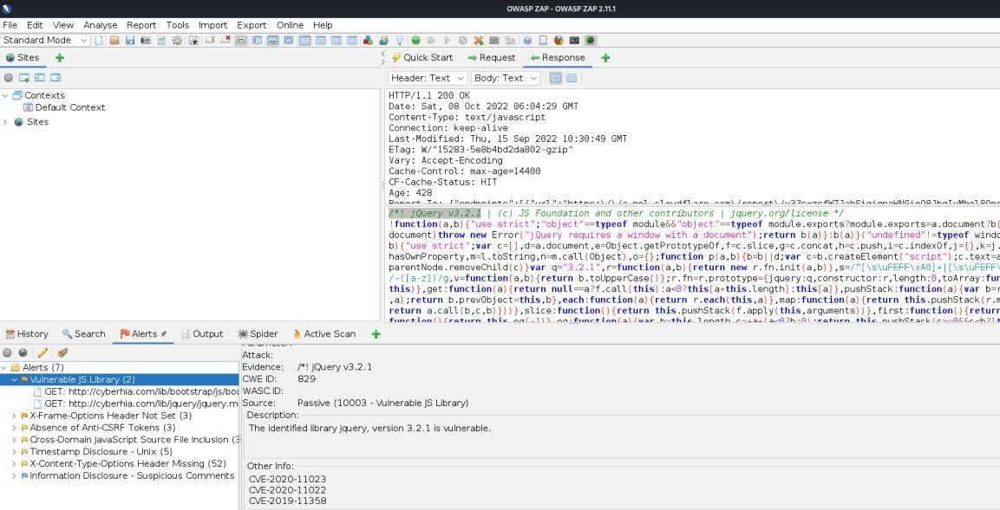 OWASP ZAP - OWASP ZAP 2.11.1
File Edit View Analyse Report Tools Import Export Online Help
Standard Mode
Sites
Quick Start Request Response
Header: Text Body: Text
Contexts
Default Context
Sites
HTTP/1.1 200 OK
Date: Sat, 08 Oct 2022 06:04:29 GMT
Content-Type: text/javascript
Connection: keep-alive
Last-Modified: Thu, 15 Sep 2022 10:30:49 GMT
ETag: W/"15283-5e8b4bd2da802-gzip"
Vary: Accept-Encoding
Cache-Control: max-age=14400
CF-Cache-Status: HIT
Age: 428
/*! jQuery v3.2.1 | (c) JS Foundation and other contributors | jquery.org/license */
!function(a,b){"use strict";"object"==typeof module&&"object"==typeof module.exports?module.exports=a.document?b(
document)throw new Error("jQuery requires a window with a document");return b(a)}:b(a)}("undefined"!=typeof windo
b){"use strict";var c=[],d=a.document,e=Object.getPrototypeOf,f=c.slice,g=c.concat,h=c.push,i=c.indexOf,j={},k=j.
hasOwnProperty,m=l.toString,n=m.call(Object),o={};function p(a,b){b=b||d;var c=b.createElement("script");c.text=a
parentNode.removeChild(c)}var q="3.2.1",r=function(a,b){return new r.fn.init(a,b)},s=/^[\s\uFEFF\xA0]+|[\s\uFEFF\
/-([a-z])/g,v=function(a,b){return b.toUpperCase()};r.fn=r.prototype={jquery:q,constructor:r,length:0,toArray:fun
this)},get:function(a){return null==a?f.call(this):a<0?this[a+this.length]:this[a]},pushStack:function(a){var b=r
,a);return b.prevObject=this,b},each:function(a){return r.each(this,a)},map:function(a){return this.pushStack(r.m
return a.call(b,c,b)}))},slice:function(){return this.pushStack(f.apply(this,arguments))},first:function(){return
History Search Alerts Output Spider Active Scan
Alerts (7)
Vulnerable JS Library (2)
GET: http://cyberhia.com/lib/bootstrap/js/boo
GET: http://cyberhia.com/lib/jquery/jquery.m
X-Frame-Options Header Not Set (3)
Absence of Anti-CSRF Tokens (3)
Cross-Domain JavaScript Source File Inclusion (3
Timestamp Disclosure - Unix (5)
X-Content-Type-Options Header Missing (52)
Information Disclosure - Suspicious Comments
Attack:
Evidence: /*! jQuery v3.2.1
CWE ID: 829
WASC ID:
Source: Passive (10003 - Vulnerable JS Library)
Description:
The identified library jquery, version 3.2.1 is vulnerable.
Other Info:
CVE-2020-11023
CVE-2020-11022
CVE-2019-11358